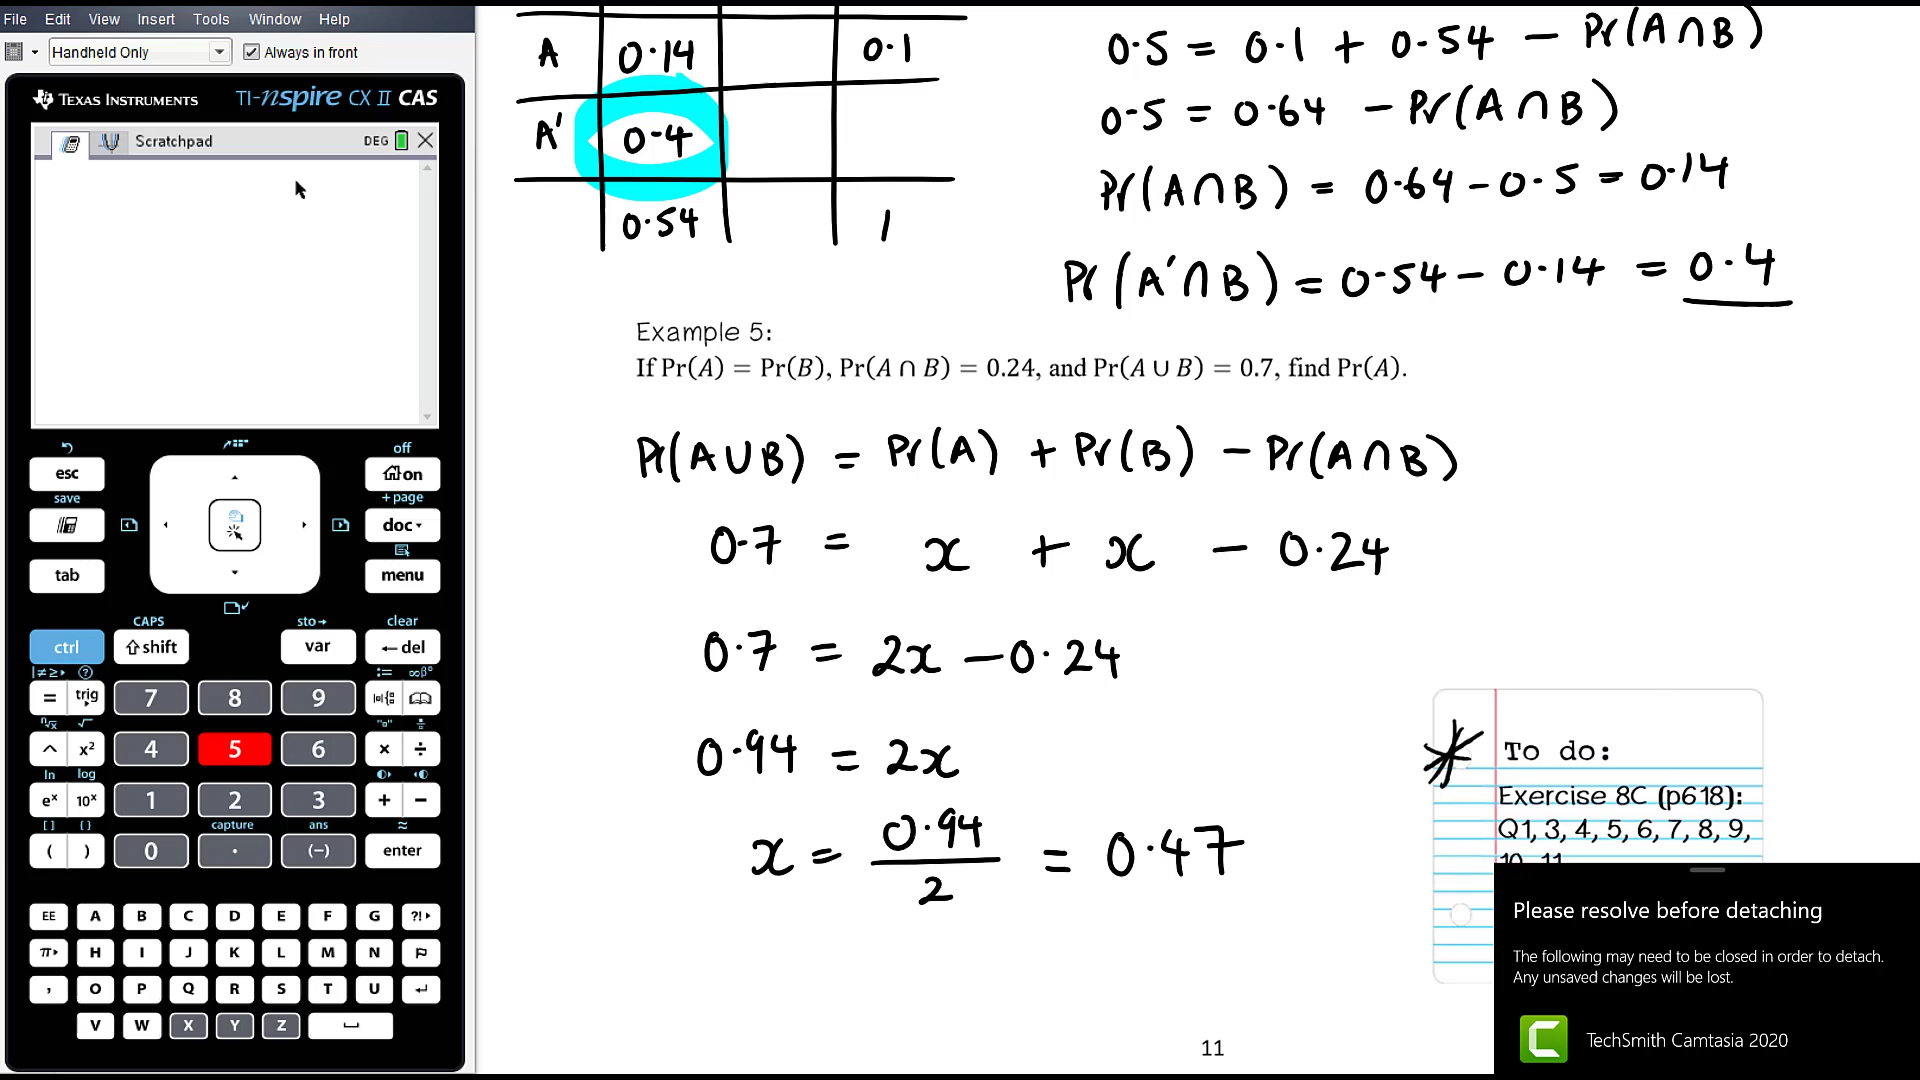 File Edit View Insert Tools Window Help
Handheld Only Always in front
TEXAS INSTRUMENTS TI-nspire CX II CAS
Scratchpad DEG
off
esc on
save + page
doc
tab menu
CAPS sto→ clear
ctrl shift var ←del
= trig 7 8 9
^ x² 4 5 6 × ÷
ln log
eˣ 10ˣ 1 2 3 + −
[ ] { } capture ans ≈
( ) 0 . (−) enter
EE A B C D E F G ?!
π H I J K L M N
, O P Q R S T U
V W X Y Z
A 0.14 0.1
A' 0.4
0.54 1
0.5 = 0.1 + 0.54 − Pr(A ∩ B)
0.5 = 0.64 − Pr(A ∩ B)
Pr(A ∩ B) = 0.64 − 0.5 = 0.14
Pr(A' ∩ B) = 0.54 − 0.14 = 0.4
Example 5:
If Pr(A) = Pr(B), Pr(A ∩ B) = 0.24, and Pr(A ∪ B) = 0.7, find Pr(A).
Pr(A ∪ B) = Pr(A) + Pr(B) − Pr(A ∩ B)
0.7 = x + x − 0.24
0.7 = 2x − 0.24
0.94 = 2x
x = 0.94/2 = 0.47
To do:
Exercise 8C (p618):
Q1, 3, 4, 5, 6, 7, 8, 9,
10, 11
Please resolve before detaching
The following may need to be closed in order to detach.
Any unsaved changes will be lost.
TechSmith Camtasia 2020
11